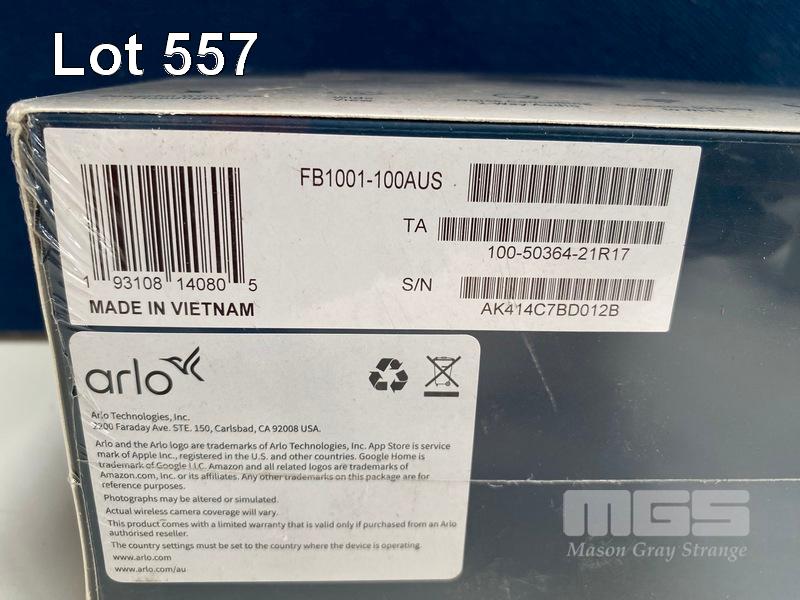 Lot 557
FB1001-100AUS
TA
100-50364-21R17
S/N
AK414C7BD012B
1 93108 14080 5
MADE IN VIETNAM
arlo
Arlo Technologies, Inc.
2200 Faraday Ave. STE. 150, Carlsbad, CA 92008 USA.
Arlo and the Arlo logo are trademarks of Arlo Technologies, Inc. App Store is service
mark of Apple Inc., registered in the U.S. and other countries. Google Home is
trademark of Google LLC. Amazon and all related logos are trademarks of
Amazon.com, Inc. or its affiliates. Any other trademarks on this package are for
reference purposes.
Photographs may be altered or simulated.
Actual wireless camera coverage will vary.
This product comes with a limited warranty that is valid only if purchased from an Arlo
authorised reseller.
The country settings must be set to the country where the device is operating.
www.arlo.com
www.arlo.com/au
MGS
Mason Gray Strange